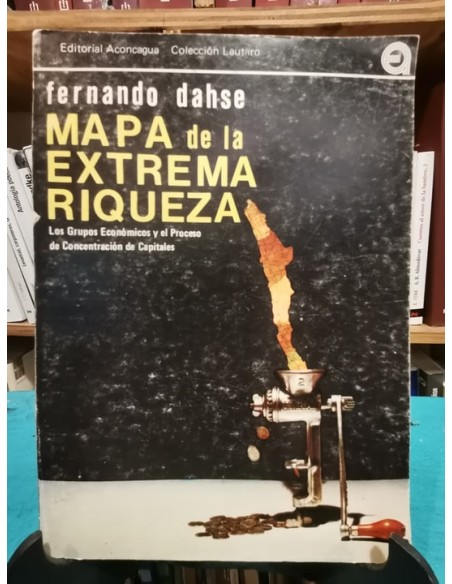 Editorial Aconcagua Colección Lautaro
fernando dahse
MAPA de la
EXTREMA
RIQUEZA
Los Grupos Económicos y el Proceso
de Concentración de Capitales
2